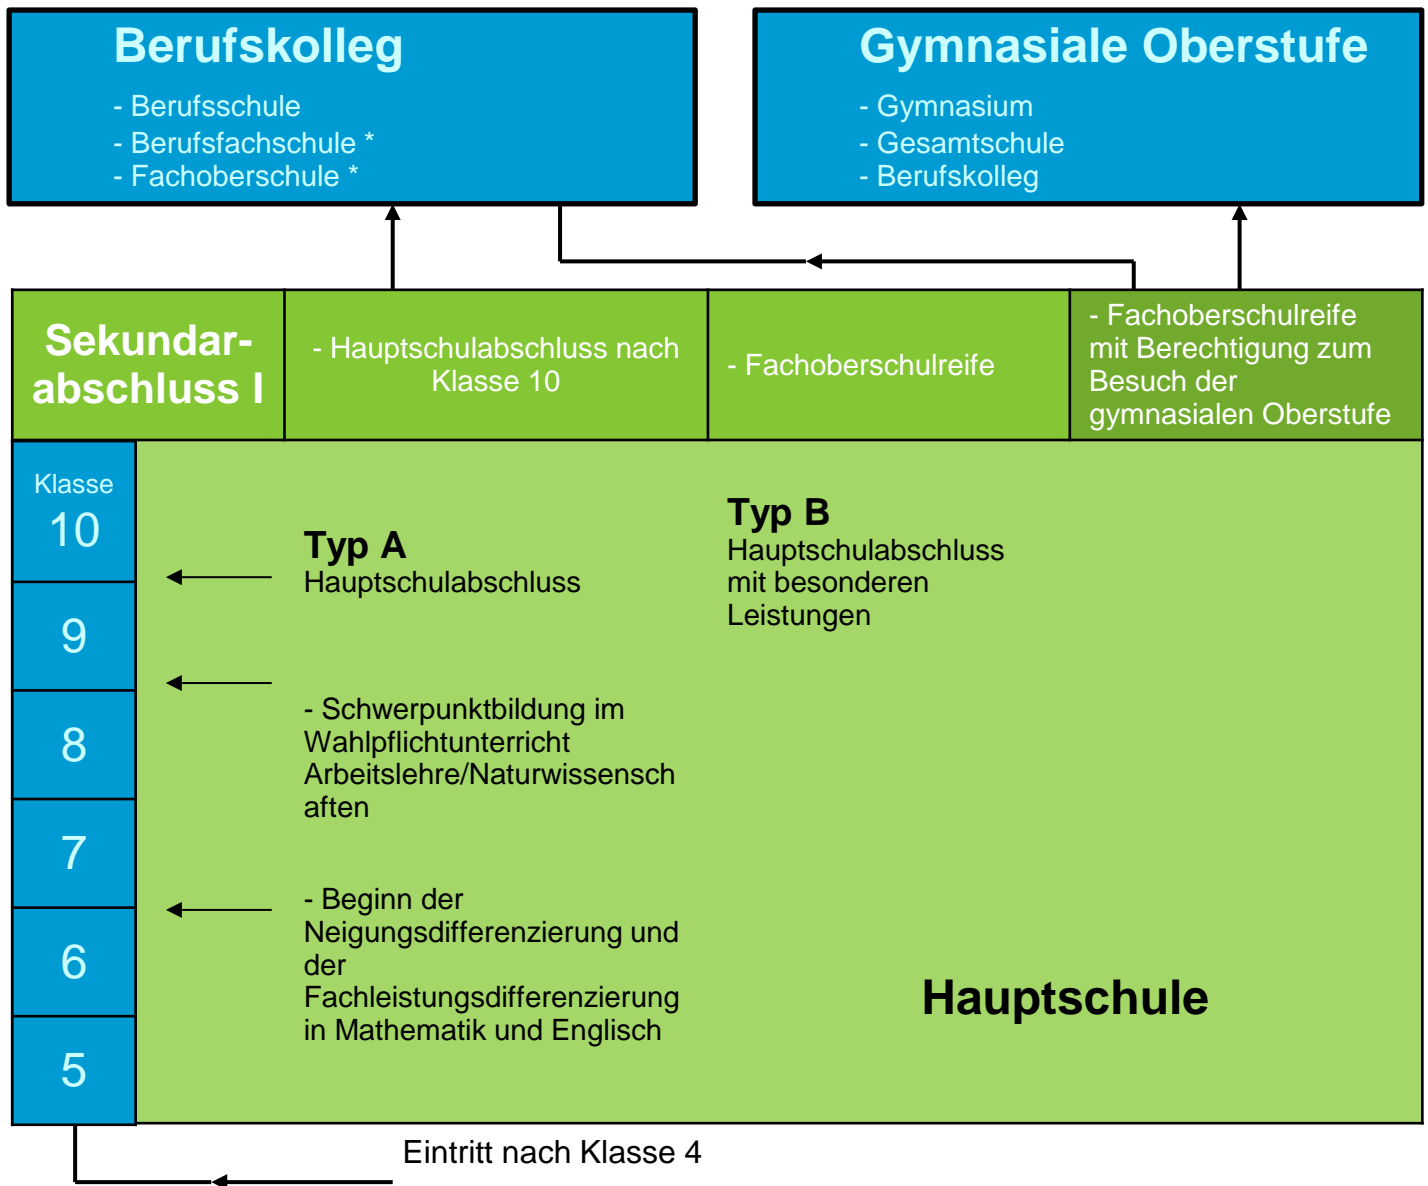 Berufskolleg
- Berufsschule
- Berufsfachschule *
- Fachoberschule *
Gymnasiale Oberstufe
- Gymnasium
- Gesamtschule
- Berufskolleg
Sekundar-
abschluss I
- Hauptschulabschluss nach
Klasse 10
- Fachoberschulreife
- Fachoberschulreife
mit Berechtigung zum
Besuch der
gymnasialen Oberstufe
Klasse
10
9
8
7
6
5
Typ A
Hauptschulabschluss
Typ B
Hauptschulabschluss
mit besonderen
Leistungen
- Schwerpunktbildung im
Wahlpflichtunterricht
Arbeitslehre/Naturwissensch
aften
- Beginn der
Neigungsdifferenzierung und
der
Fachleistungsdifferenzierung
in Mathematik und Englisch
Hauptschule
Eintritt nach Klasse 4